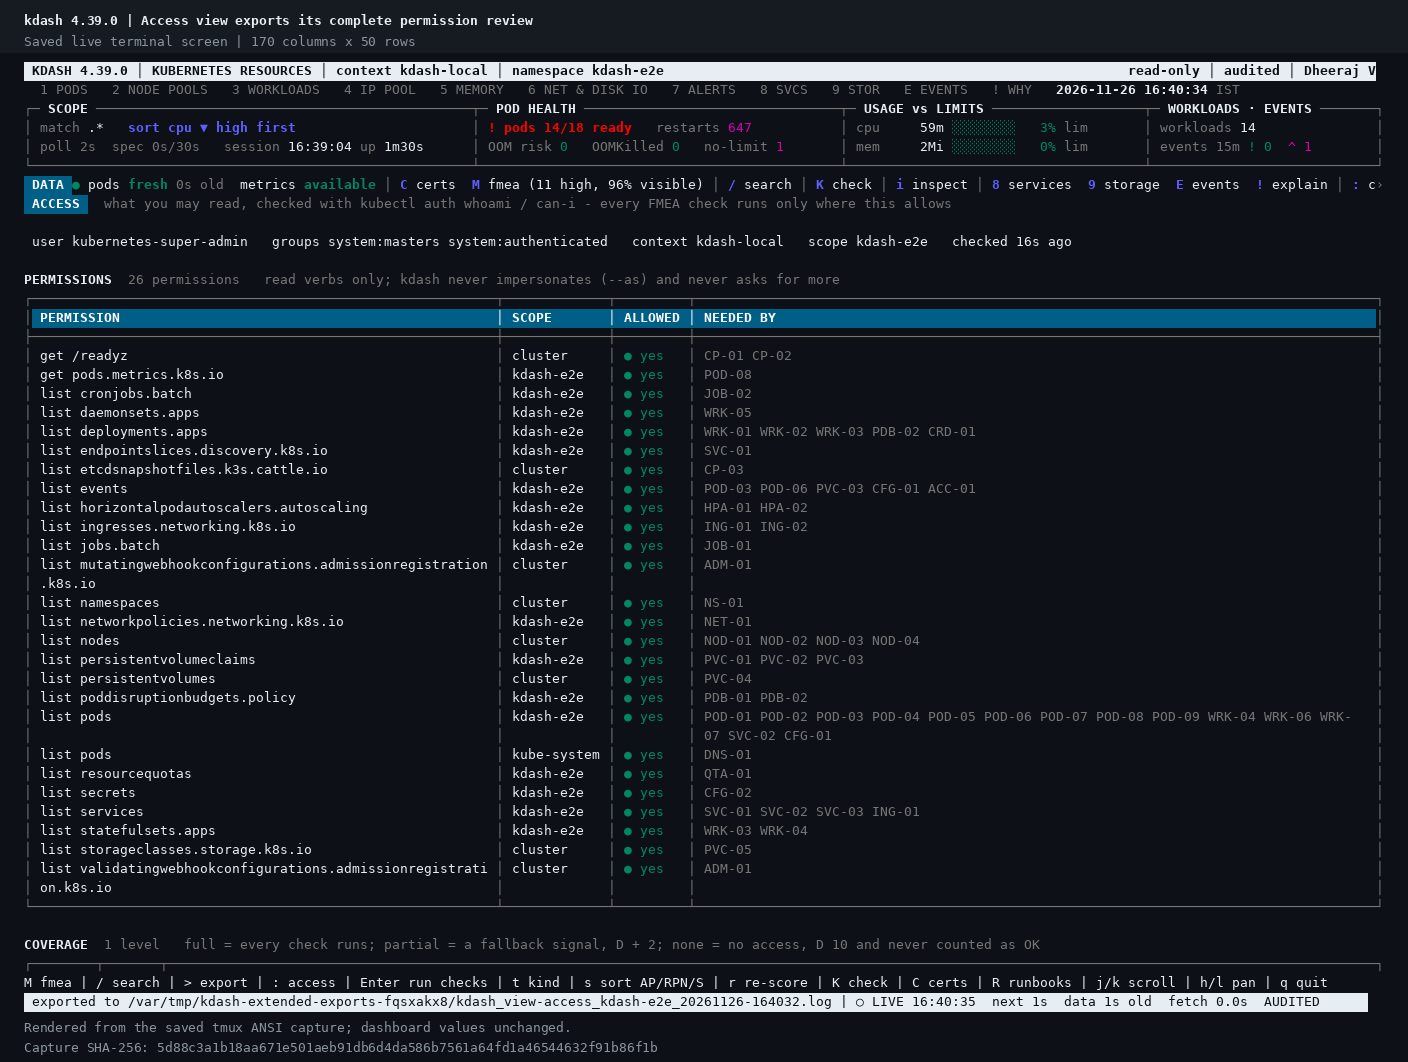 kdash 4.39.0 | Access view exports its complete permission review
Saved live terminal screen | 170 columns x 50 rows
KDASH 4.39.0 │ KUBERNETES RESOURCES │ context kdash-local │ namespace kdash-e2e read-only │ audited │ Dheeraj V
1 PODS 2 NODE POOLS 3 WORKLOADS 4 IP POOL 5 MEMORY 6 NET & DISK IO 7 ALERTS 8 SVCS 9 STOR E EVENTS ! WHY 2026-11-26 16:40:34 IST
SCOPE POD HEALTH USAGE vs LIMITS WORKLOADS · EVENTS
match .* sort cpu ▼ high first │ ! pods 14/18 ready restarts 647 │ cpu 59m ░░░░░░░░ 3% lim │ workloads 14
poll 2s spec 0s/30s session 16:39:04 up 1m30s │ OOM risk 0 OOMKilled 0 no-limit 1 │ mem 2Mi ░░░░░░░░ 0% lim │ events 15m ! 0 ^ 1
DATA ● pods fresh 0s old metrics available │ C certs M fmea (11 high, 96% visible) │ / search │ K check │ i inspect │ 8 services 9 storage E events ! explain │ : c›
ACCESS what you may read, checked with kubectl auth whoami / can-i - every FMEA check runs only where this allows
user kubernetes-super-admin groups system:masters system:authenticated context kdash-local scope kdash-e2e checked 16s ago
PERMISSIONS 26 permissions read verbs only; kdash never impersonates (--as) and never asks for more
PERMISSION │ SCOPE │ ALLOWED │ NEEDED BY
get /readyz │ cluster │ ● yes │ CP-01 CP-02
get pods.metrics.k8s.io │ kdash-e2e │ ● yes │ POD-08
list cronjobs.batch │ kdash-e2e │ ● yes │ JOB-02
list daemonsets.apps │ kdash-e2e │ ● yes │ WRK-05
list deployments.apps │ kdash-e2e │ ● yes │ WRK-01 WRK-02 WRK-03 PDB-02 CRD-01
list endpointslices.discovery.k8s.io │ kdash-e2e │ ● yes │ SVC-01
list etcdsnapshotfiles.k3s.cattle.io │ cluster │ ● yes │ CP-03
list events │ kdash-e2e │ ● yes │ POD-03 POD-06 PVC-03 CFG-01 ACC-01
list horizontalpodautoscalers.autoscaling │ kdash-e2e │ ● yes │ HPA-01 HPA-02
list ingresses.networking.k8s.io │ kdash-e2e │ ● yes │ ING-01 ING-02
list jobs.batch │ kdash-e2e │ ● yes │ JOB-01
list mutatingwebhookconfigurations.admissionregistration │ cluster │ ● yes │ ADM-01
.k8s.io
list namespaces │ cluster │ ● yes │ NS-01
list networkpolicies.networking.k8s.io │ kdash-e2e │ ● yes │ NET-01
list nodes │ cluster │ ● yes │ NOD-01 NOD-02 NOD-03 NOD-04
list persistentvolumeclaims │ kdash-e2e │ ● yes │ PVC-01 PVC-02 PVC-03
list persistentvolumes │ cluster │ ● yes │ PVC-04
list poddisruptionbudgets.policy │ kdash-e2e │ ● yes │ PDB-01 PDB-02
list pods │ kdash-e2e │ ● yes │ POD-01 POD-02 POD-03 POD-04 POD-05 POD-06 POD-07 POD-08 POD-09 WRK-04 WRK-06 WRK-
07 SVC-02 CFG-01
list pods │ kube-system │ ● yes │ DNS-01
list resourcequotas │ kdash-e2e │ ● yes │ QTA-01
list secrets │ kdash-e2e │ ● yes │ CFG-02
list services │ kdash-e2e │ ● yes │ SVC-01 SVC-02 SVC-03 ING-01
list statefulsets.apps │ kdash-e2e │ ● yes │ WRK-03 WRK-04
list storageclasses.storage.k8s.io │ cluster │ ● yes │ PVC-05
list validatingwebhookconfigurations.admissionregistrati │ cluster │ ● yes │ ADM-01
on.k8s.io
COVERAGE 1 level full = every check runs; partial = a fallback signal, D + 2; none = no access, D 10 and never counted as OK
M fmea | / search | > export | : access | Enter run checks | t kind | s sort AP/RPN/S | r re-score | K check | C certs | R runbooks | j/k scroll | h/l pan | q quit
exported to /var/tmp/kdash-extended-exports-fqsxakx8/kdash_view-access_kdash-e2e_20261126-164032.log | ○ LIVE 16:40:35 next 1s data 1s old fetch 0.0s AUDITED
Rendered from the saved tmux ANSI capture; dashboard values unchanged.
Capture SHA-256: 5d88c3a1b18aa671e501aeb91db6d4da586b7561a64fd1a46544632f91b86f1b